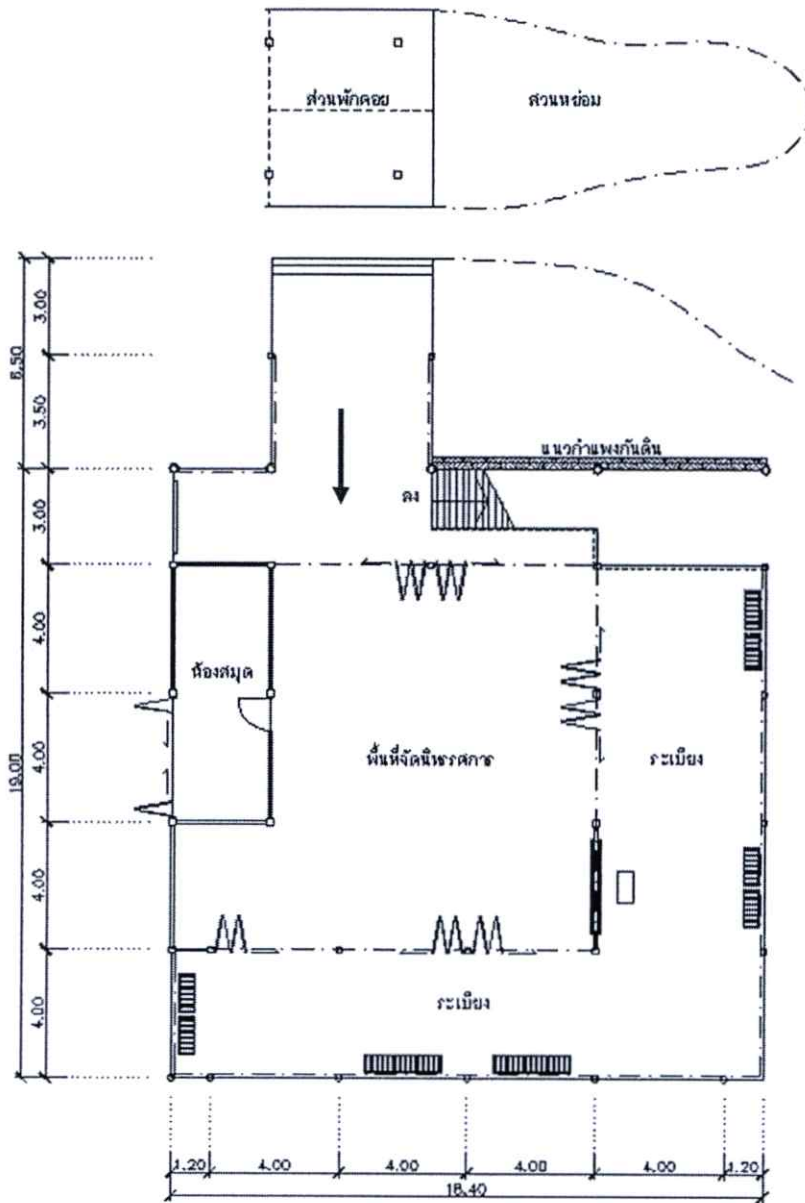 ส่วนพักคอย
สวนหย่อม
3.00
6.50
3.50
แนวกำแพงกันดิน
ลง
3.00
4.00
ห้องสมุด
19.00
4.00
พื้นที่จัดนิทรรศการ
ระเบียง
4.00
4.00
ระเบียง
1.20
4.00
4.00
4.00
4.00
1.20
18.40